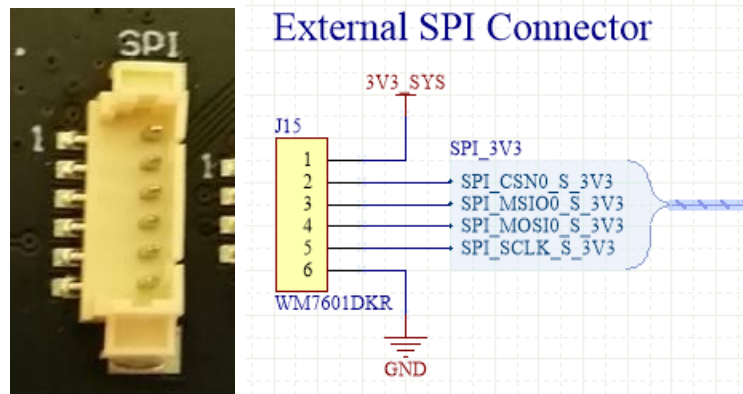 SPI
1
1
External SPI Connector
3V3_SYS
J15
SPI_3V3
1
2 SPI_CSN0_S_3V3
3 SPI_MSIO0_S_3V3
4 SPI_MOSI0_S_3V3
5 SPI_SCLK_S_3V3
6
WM7601DKR
GND